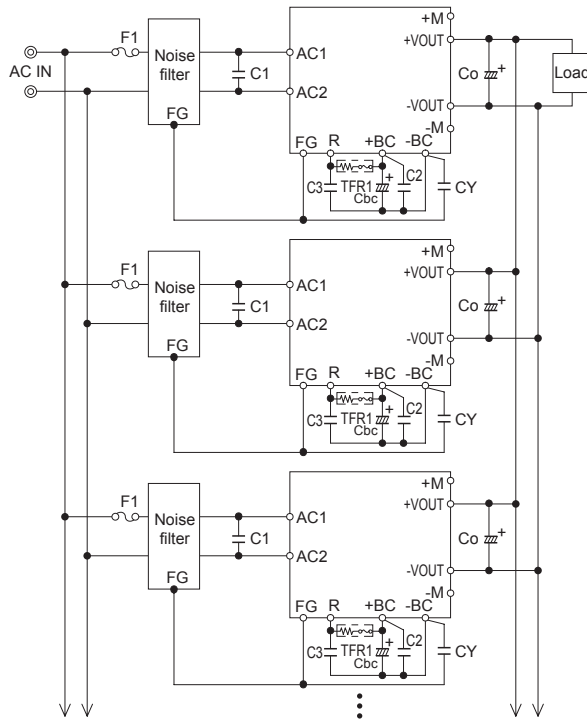 F1
AC IN
Noise
filter
FG
C1
AC1
AC2
+M
+VOUT
-VOUT
-M
Co
+
Load
FG
R
+BC
-BC
C3
TFR1
Cbc
+
C2
CY
F1
Noise
filter
FG
C1
AC1
AC2
+M
+VOUT
-VOUT
-M
Co
+
FG
R
+BC
-BC
C3
TFR1
Cbc
+
C2
CY
F1
Noise
filter
FG
C1
AC1
AC2
+M
+VOUT
-VOUT
-M
Co
+
FG
R
+BC
-BC
C3
TFR1
Cbc
+
C2
CY